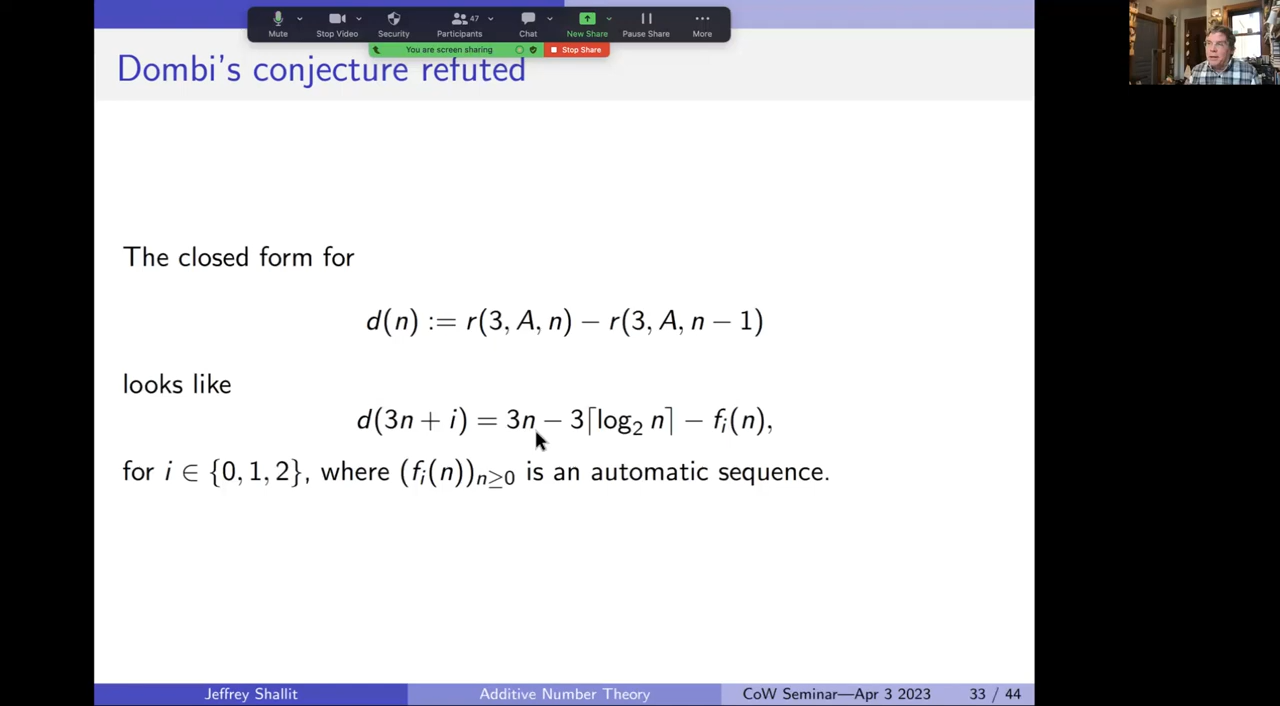 Mute
Stop Video
Security
Participants
47
Chat
New Share
Pause Share
More
You are screen sharing
Stop Share
Dombi's conjecture refuted
The closed form for
d(n) := r(3, A, n) − r(3, A, n − 1)
looks like
d(3n + i) = 3n − 3⌈log₂ n⌉ − fᵢ(n),
for i ∈ {0, 1, 2}, where (fᵢ(n))ₙ≥₀ is an automatic sequence.
Jeffrey Shallit
Additive Number Theory
CoW Seminar—Apr 3 2023
33 / 44